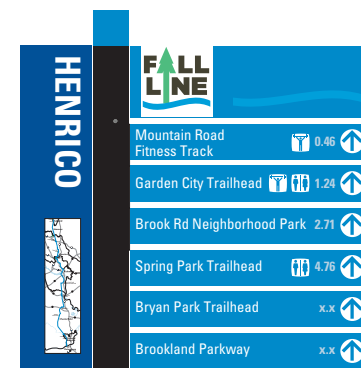 HENRICO
FALL
LINE
Mountain Road
Fitness Track 0.46
Garden City Trailhead 1.24
Brook Rd Neighborhood Park 2.71
Spring Park Trailhead 4.76
Bryan Park Trailhead x.x
Brookland Parkway x.x